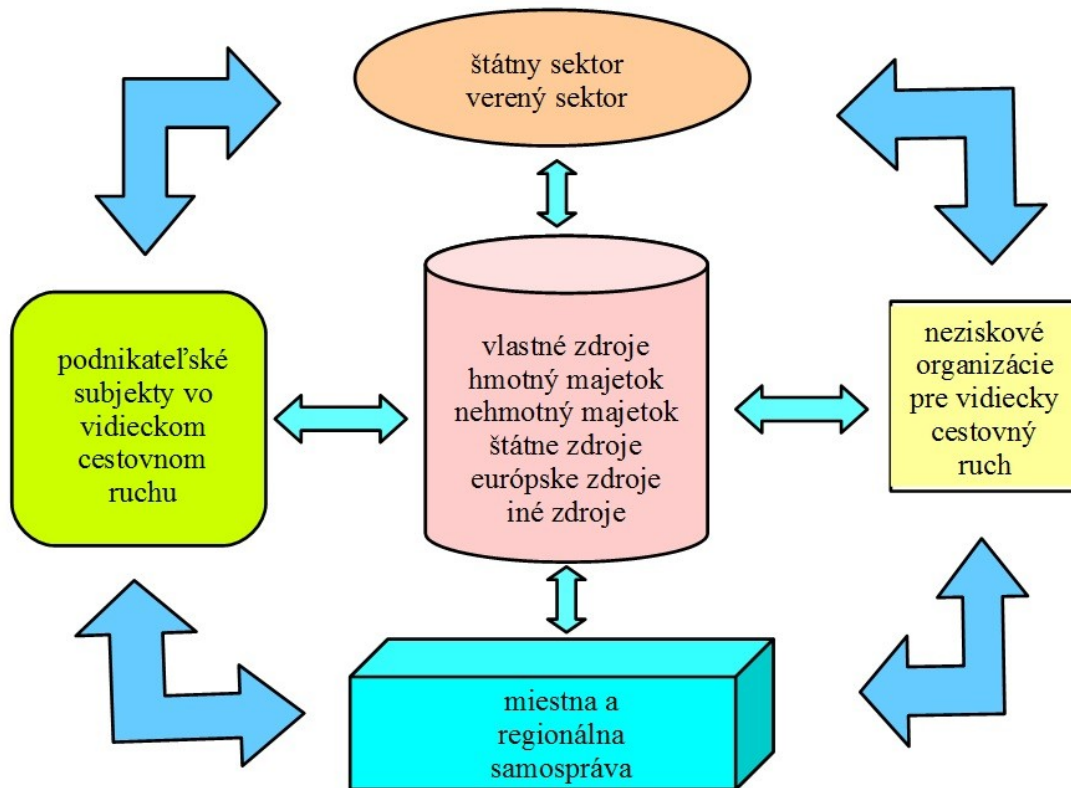 štátny sektor
verený sektor
podnikateľské
subjekty vo
vidieckom
cestovnom
ruchu
vlastné zdroje
hmotný majetok
nehmotný majetok
štátne zdroje
európske zdroje
iné zdroje
neziskové
organizácie
pre vidiecky
cestovný
ruch
miestna a
regionálna
samospráva